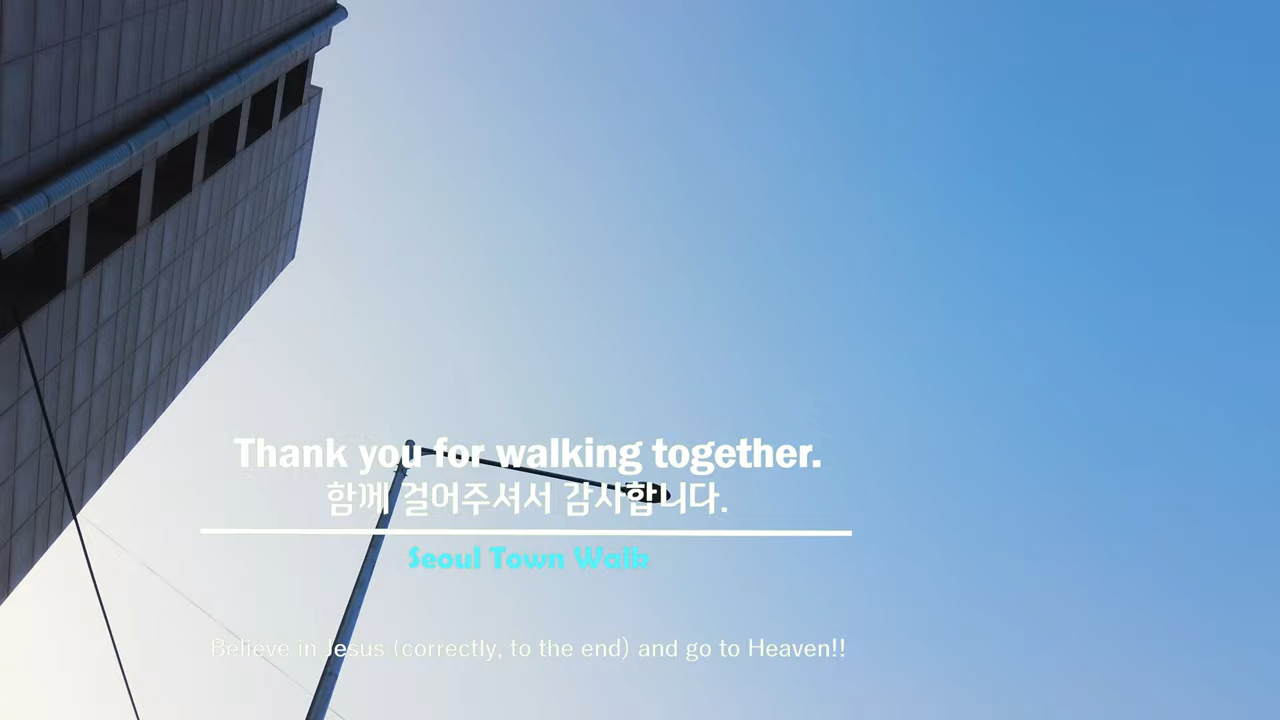 Thank you for walking together.
함께 걸어주셔서 감사합니다.
Seoul Town Walk
Believe in Jesus (correctly, to the end) and go to Heaven!!